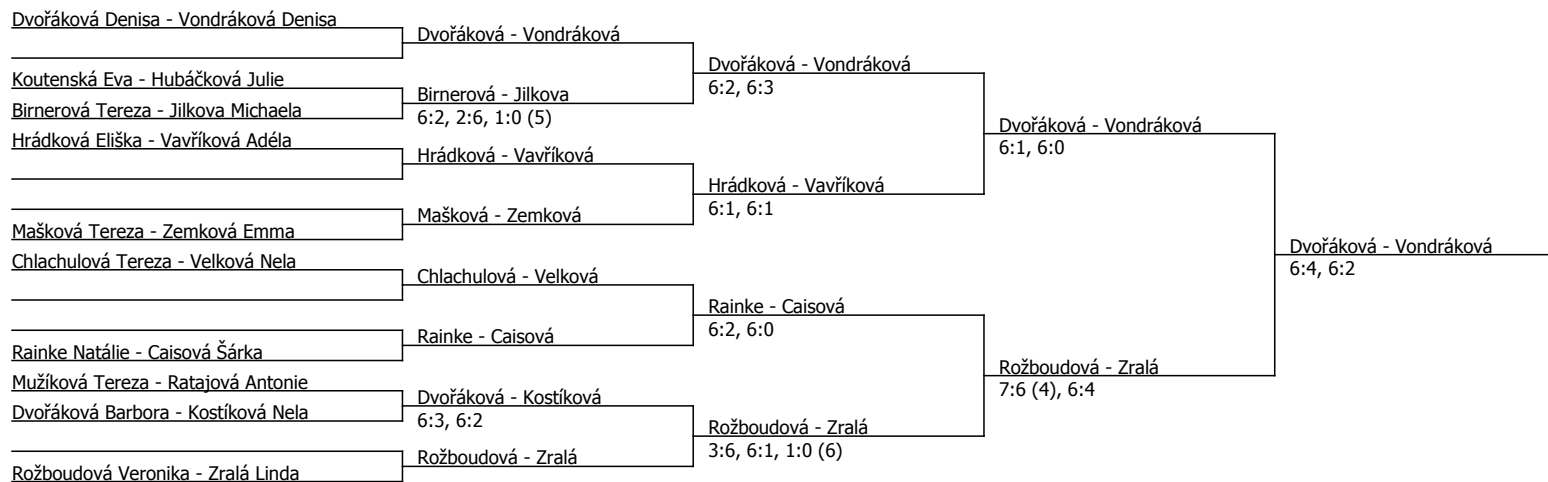 Dvořáková Denisa - Vondráková Denisa
Koutenská Eva - Hubáčková Julie
Birnerová Tereza - Jilkova Michaela
Hrádková Eliška - Vavříková Adéla
Mašková Tereza - Zemková Emma
Chlachulová Tereza - Velková Nela
Rainke Natálie - Caisová Šárka
Mužíková Tereza - Ratajová Antonie
Dvořáková Barbora - Kostíková Nela
Rožboudová Veronika - Zralá Linda
Dvořáková - Vondráková
Birnerová - Jilkova
6:2, 2:6, 1:0 (5)
Hrádková - Vavříková
Mašková - Zemková
Chlachulová - Velková
Rainke - Caisová
Dvořáková - Kostíková
6:3, 6:2
Rožboudová - Zralá
Dvořáková - Vondráková
6:2, 6:3
Hrádková - Vavříková
6:1, 6:1
Rainke - Caisová
6:2, 6:0
Rožboudová - Zralá
3:6, 6:1, 1:0 (6)
Dvořáková - Vondráková
6:1, 6:0
Rožboudová - Zralá
7:6 (4), 6:4
Dvořáková - Vondráková
6:4, 6:2